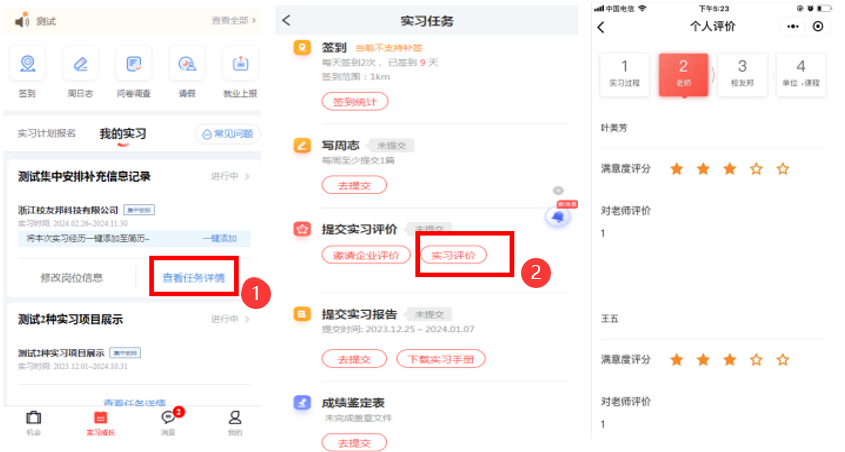 测试
查看全部 >
签到
周日志
问卷调查
请假
就业上报
实习计划报名
我的实习
常见问题
测试集中安排补充信息记录
进行中 >
浙江校友邦科技有限公司 集中安排
实习时间: 2024.02.26~2024.11.30
将本次实习经历一键添加至简历~
一键添加
修改岗位信息
查看任务详情
1
测试2种实习项目展示
进行中 >
测试2种实习项目展示 集中安排
实习时间: 2023.12.01~2024.10.31
查看任务详情
机会
实习成长
2
消息
我的
实习任务
签到 当前不支持补签
每天签到2次, 已签到 9 天
签到范围：1km
签到统计
写周志 未提交
每周至少提交1篇
去提交
新消息
提交实习评价 未提交
邀请企业评价
实习评价
2
提交实习报告 未提交
提交时间: 2023.12.25 ~ 2024.01.07
去提交
下载实习手册
成绩鉴定表
未完成盖章文件
去提交
中国电信
下午5:23
个人评价
1
实习过程
2
老师
3
校友邦
4
单位·课程
叶美芳
满意度评分
对老师评价
1
王五
满意度评分
对老师评价
1